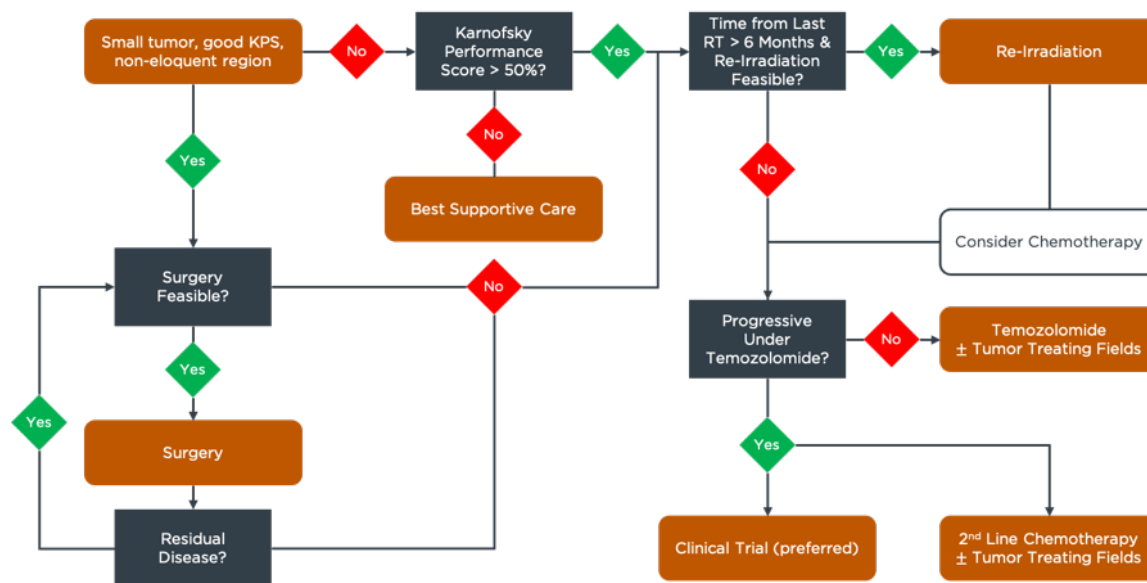 Small tumor, good KPS,
non-eloquent region
No
Karnofsky
Performance
Score > 50%?
Yes
Time from Last
RT > 6 Months &
Re-Irradiation
Feasible?
Yes
Re-Irradiation
Yes
No
Best Supportive Care
No
Consider Chemotherapy
Surgery
Feasible?
No
Progressive
Under
Temozolomide?
No
Temozolomide
± Tumor Treating Fields
Yes
Yes
Surgery
Yes
Residual
Disease?
Clinical Trial (preferred)
2nd Line Chemotherapy
± Tumor Treating Fields